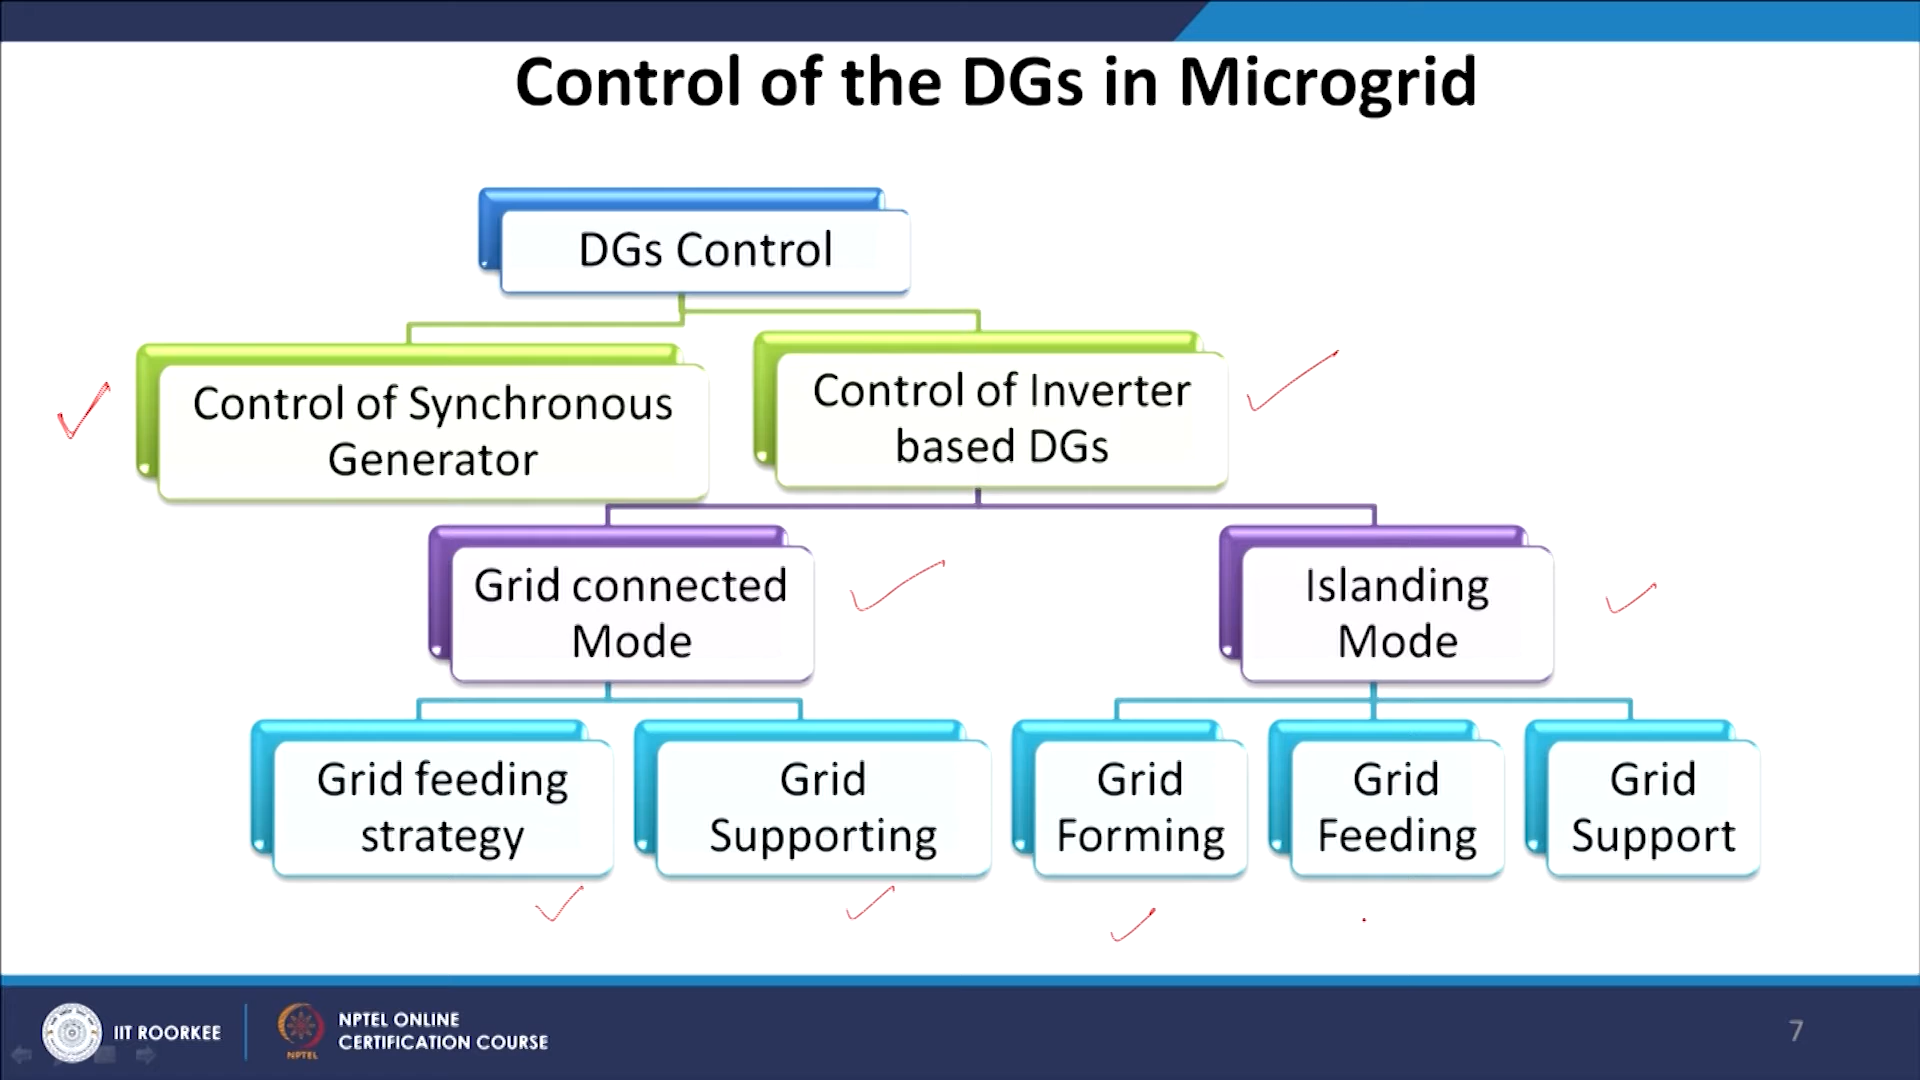 Control of the DGs in Microgrid
DGs Control
Control of Synchronous
Generator
Control of Inverter
based DGs
Grid connected
Mode
Islanding
Mode
Grid feeding
strategy
Grid
Supporting
Grid
Forming
Grid
Feeding
Grid
Support
IIT ROORKEE
NPTEL
NPTEL ONLINE
CERTIFICATION COURSE
7